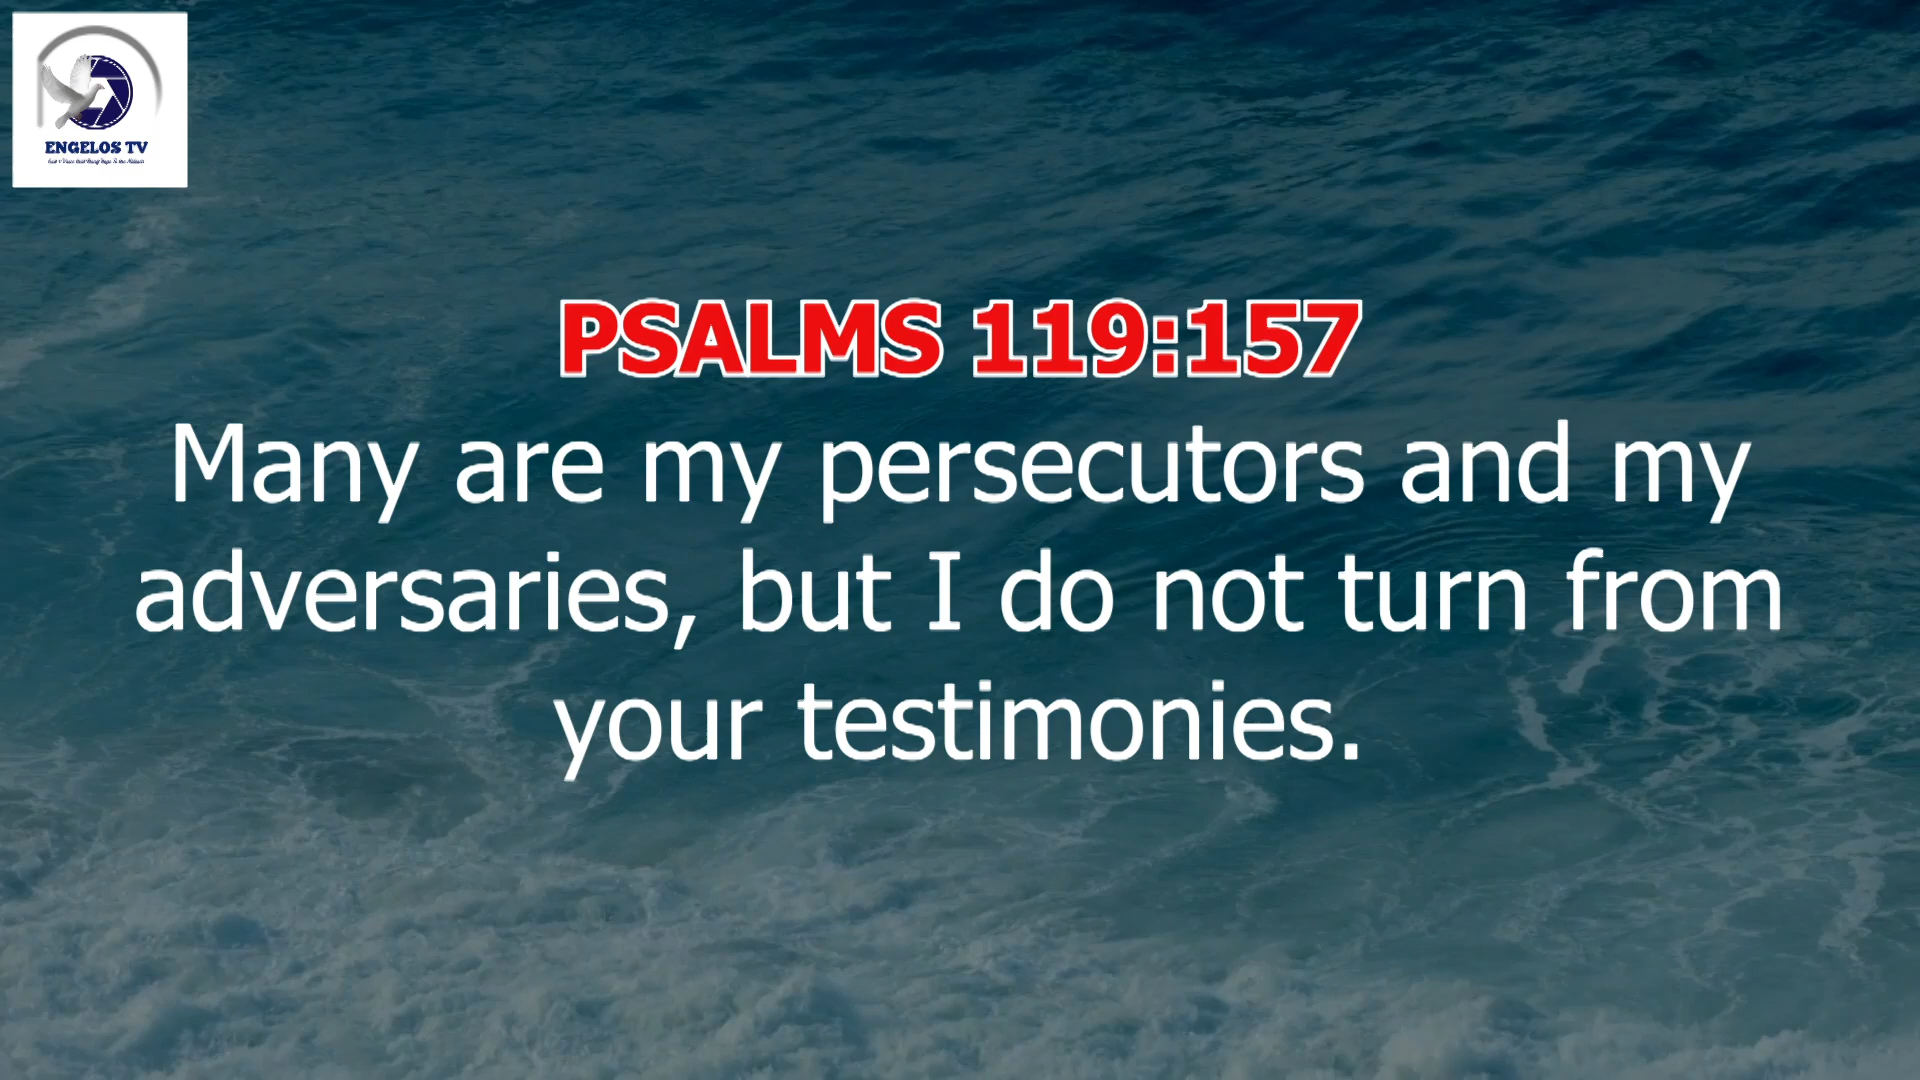 ENGELOS TV
PSALMS 119:157
Many are my persecutors and my
adversaries, but I do not turn from
your testimonies.